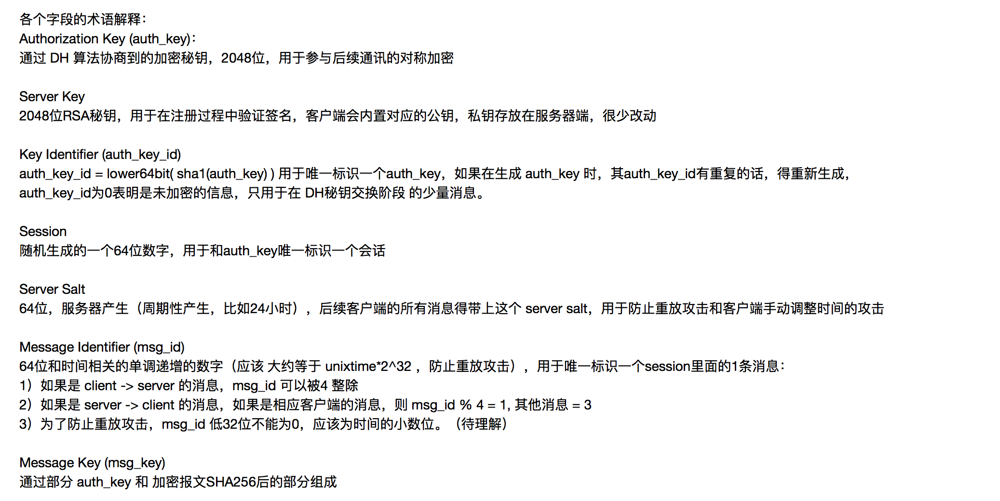 各个字段的术语解释：
Authorization Key (auth_key)：
通过 DH 算法协商到的加密秘钥，2048位，用于参与后续通讯的对称加密
Server Key
2048位RSA秘钥，用于在注册过程中验证签名，客户端会内置对应的公钥，私钥存放在服务器端，很少改动
Key Identifier (auth_key_id)
auth_key_id = lower64bit( sha1(auth_key) ) 用于唯一标识一个auth_key，如果在生成 auth_key 时，其auth_key_id有重复的话，得重新生成，
auth_key_id为0表明是未加密的信息，只用于在 DH秘钥交换阶段 的少量消息。
Session
随机生成的一个64位数字，用于和auth_key唯一标识一个会话
Server Salt
64位，服务器产生（周期性产生，比如24小时），后续客户端的所有消息得带上这个 server salt，用于防止重放攻击和客户端手动调整时间的攻击
Message Identifier (msg_id)
64位和时间相关的单调递增的数字（应该 大约等于 unixtime*2^32 ，防止重放攻击），用于唯一标识一个session里面的1条消息：
1）如果是 client -> server 的消息，msg_id 可以被4 整除
2）如果是 server -> client 的消息，如果是相应客户端的消息，则 msg_id % 4 = 1, 其他消息 = 3
3）为了防止重放攻击，msg_id 低32位不能为0，应该为时间的小数位。（待理解）
Message Key (msg_key)
通过部分 auth_key 和 加密报文SHA256后的部分组成